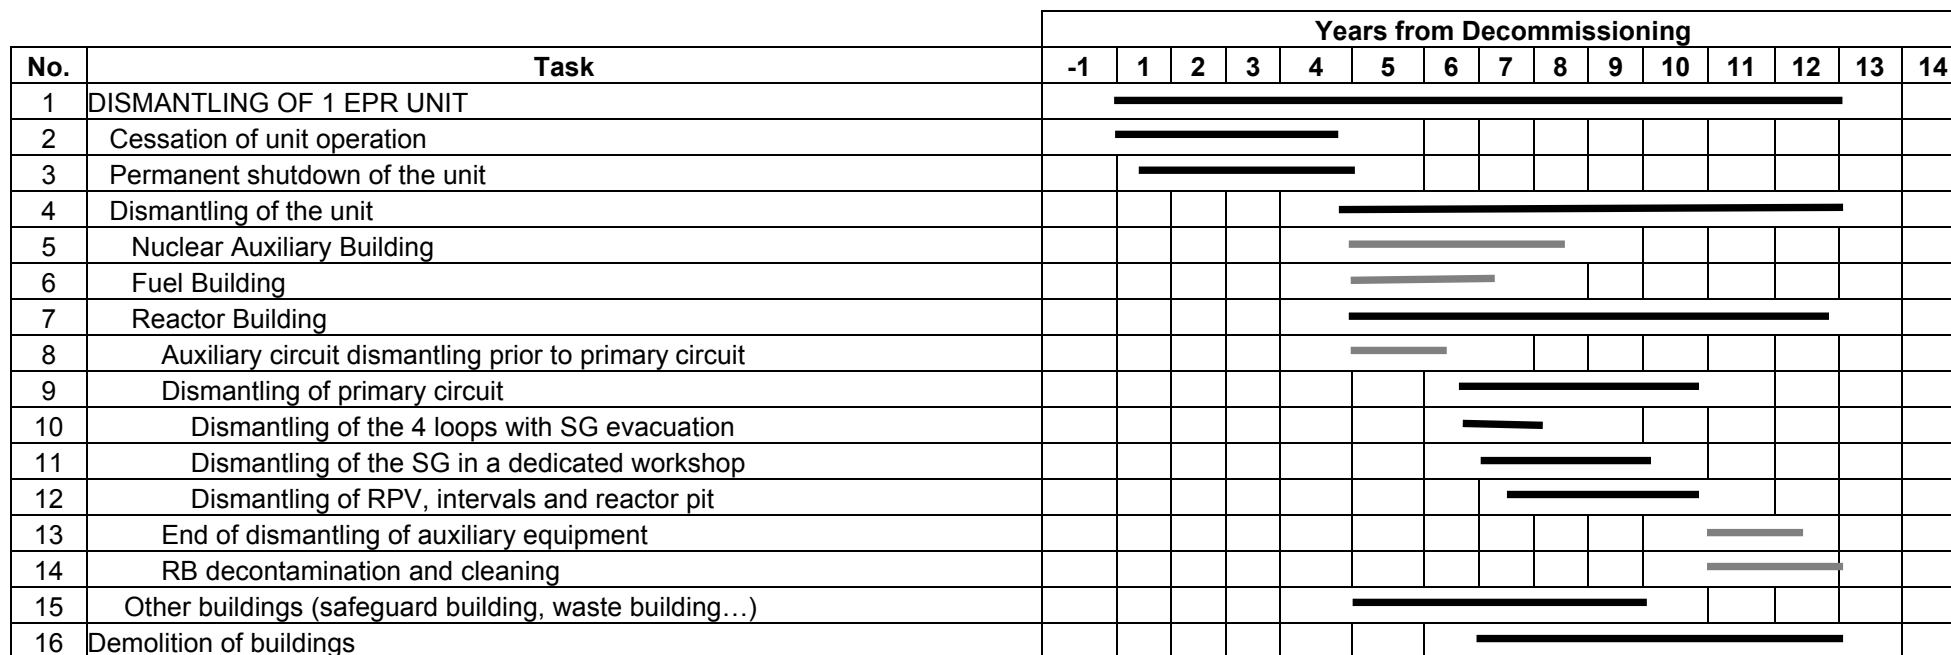 Years from Decommissioning
No. Task -1 1 2 3 4 5 6 7 8 9 10 11 12 13 14
1 DISMANTLING OF 1 EPR UNIT
2 Cessation of unit operation
3 Permanent shutdown of the unit
4 Dismantling of the unit
5 Nuclear Auxiliary Building
6 Fuel Building
7 Reactor Building
8 Auxiliary circuit dismantling prior to primary circuit
9 Dismantling of primary circuit
10 Dismantling of the 4 loops with SG evacuation
11 Dismantling of the SG in a dedicated workshop
12 Dismantling of RPV, intervals and reactor pit
13 End of dismantling of auxiliary equipment
14 RB decontamination and cleaning
15 Other buildings (safeguard building, waste building…)
16 Demolition of buildings